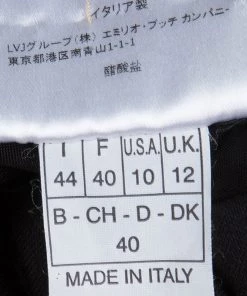 イタリア製
LVJグループ(株) エミリオ・プッチ カンパニー
東京都港区南青山1-1-1
醋酸盐
I F U.S.A. U.K.
44 40 10 12
B - CH - D - DK
40
MADE IN ITALY